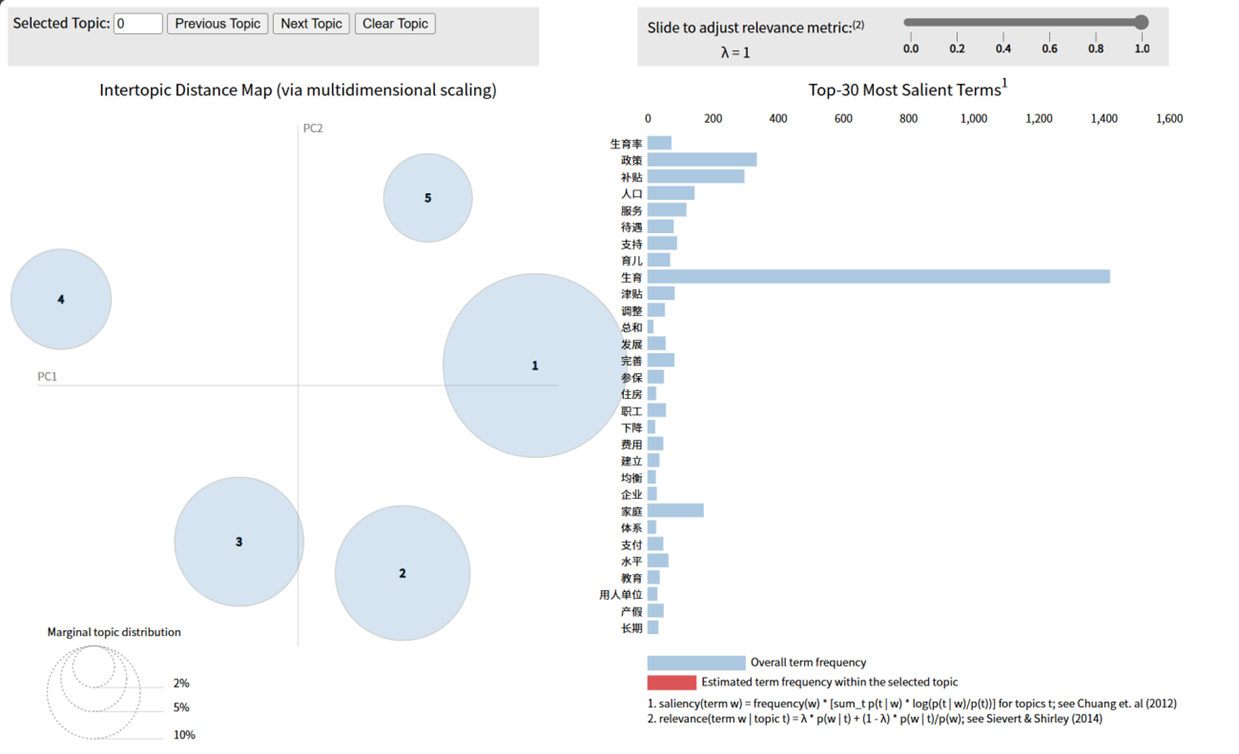 Selected Topic: 0 Previous Topic Next Topic Clear Topic
Slide to adjust relevance metric:(2)
λ = 1
0.0 0.2 0.4 0.6 0.8 1.0
Intertopic Distance Map (via multidimensional scaling)
PC2
PC1
5
4
1
3
2
Marginal topic distribution
2%
5%
10%
Top-30 Most Salient Terms1
0 200 400 600 800 1,000 1,200 1,400 1,600
生育率
政策
补贴
人口
服务
待遇
支持
育儿
生育
津贴
调整
总和
发展
完善
参保
住房
职工
下降
费用
建立
均衡
企业
家庭
体系
支付
水平
教育
用人单位
产假
长期
Overall term frequency
Estimated term frequency within the selected topic
1. saliency(term w) = frequency(w) * [sum_t p(t | w) * log(p(t | w)/p(t))] for topics t; see Chuang et. al (2012)
2. relevance(term w | topic t) = λ * p(w | t) + (1 - λ) * p(w | t)/p(w); see Sievert & Shirley (2014)